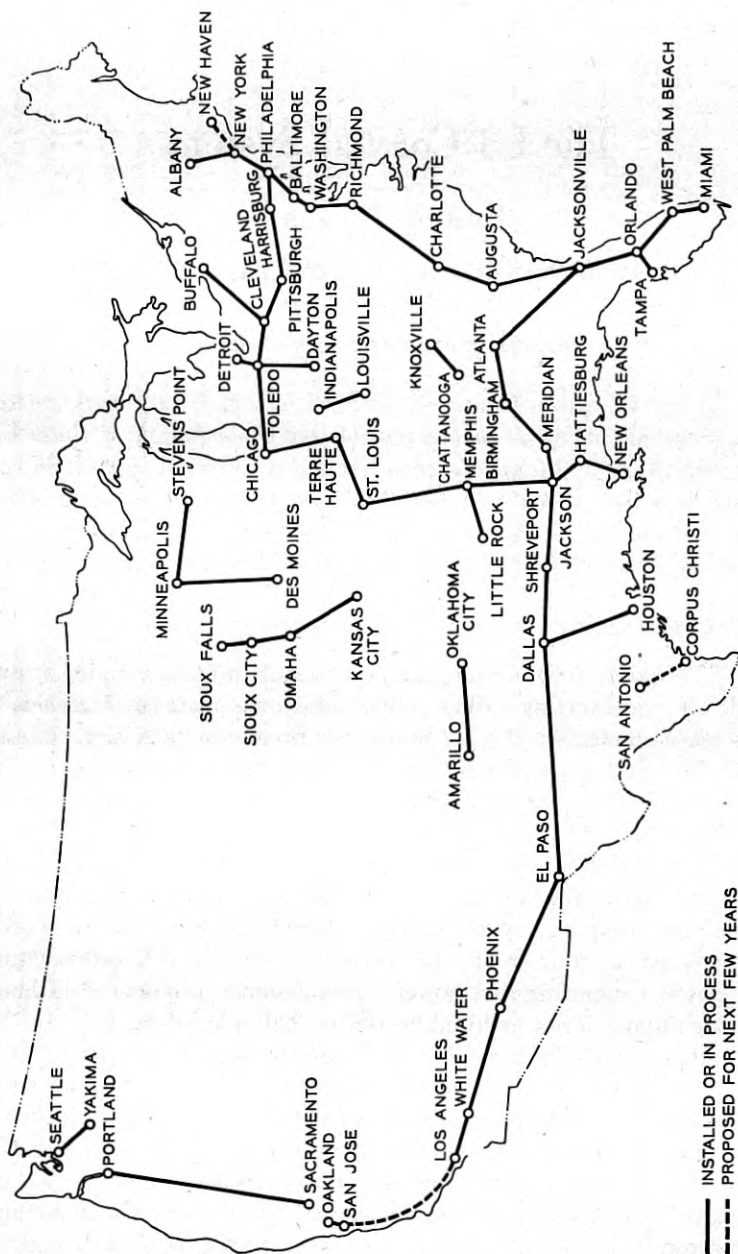 SEATTLE
YAKIMA
PORTLAND
SACRAMENTO
OAKLAND
SAN JOSE
LOS ANGELES
WHITE WATER
PHOENIX
EL PASO
AMARILLO
OKLAHOMA
CITY
DALLAS
SAN ANTONIO
CORPUS CHRISTI
HOUSTON
SIOUX FALLS
SIOUX CITY
OMAHA
KANSAS
CITY
MINNEAPOLIS
DES MOINES
STEVENS POINT
CHICAGO
TERRE
HAUTE
ST. LOUIS
LITTLE ROCK
SHREVEPORT
JACKSON
CHATTANOOGA
MEMPHIS
BIRMINGHAM
MERIDIAN
HATTIESBURG
NEW ORLEANS
DETROIT
TOLEDO
DAYTON
INDIANAPOLIS
LOUISVILLE
KNOXVILLE
ATLANTA
BUFFALO
CLEVELAND
HARRISBURG
PITTSBURGH
ALBANY
NEW HAVEN
NEW YORK
PHILADELPHIA
BALTIMORE
WASHINGTON
RICHMOND
CHARLOTTE
AUGUSTA
JACKSONVILLE
ORLANDO
TAMPA
WEST PALM BEACH
MIAMI
INSTALLED OR IN PROCESS
PROPOSED FOR NEXT FEW YEARS